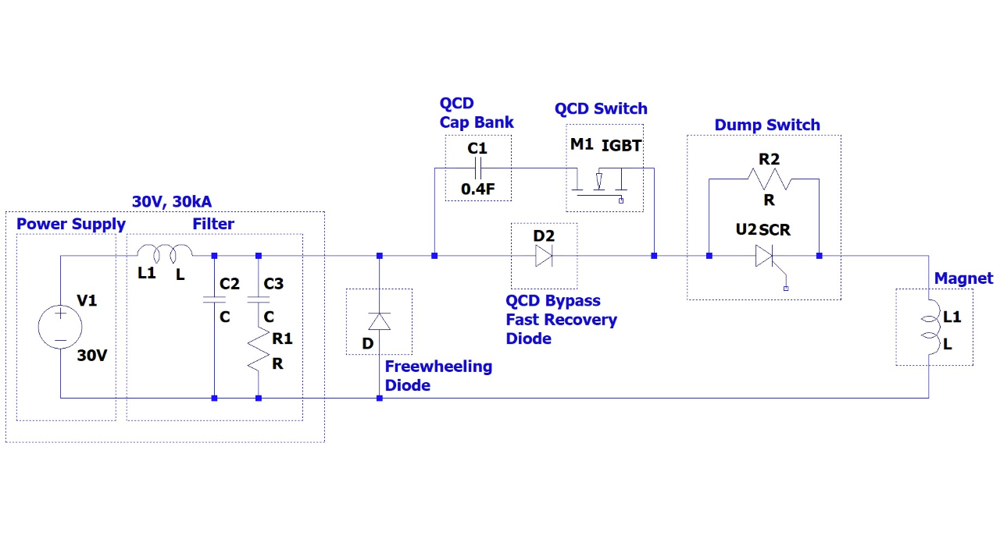 QCD
Cap Bank
QCD Switch
Dump Switch
C1
0.4F
M1 IGBT
R2
R
U2 SCR
30V, 30kA
Power Supply
Filter
L1 L
V1
30V
C2
C
C3
C
R1
R
D
Freewheeling
Diode
D2
QCD Bypass
Fast Recovery
Diode
Magnet
L1
L